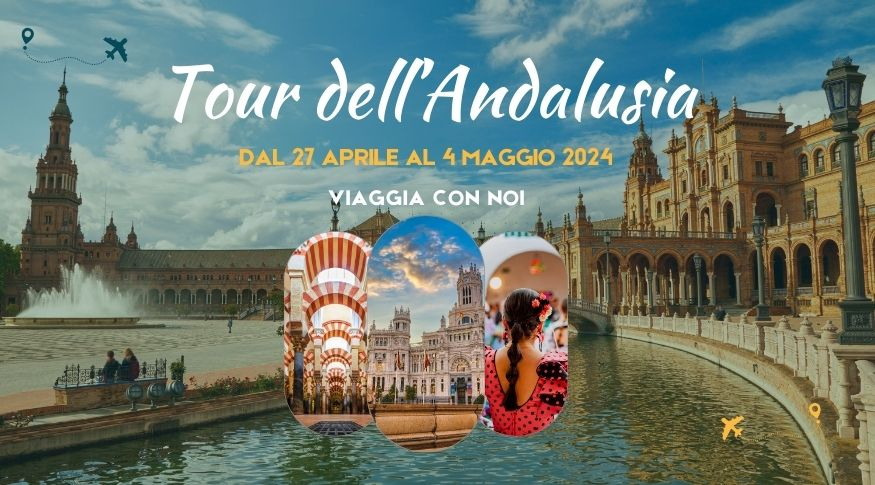 Tour dell'Andalusia
DAL 27 APRILE AL 4 MAGGIO 2024
VIAGGIA CON NOI